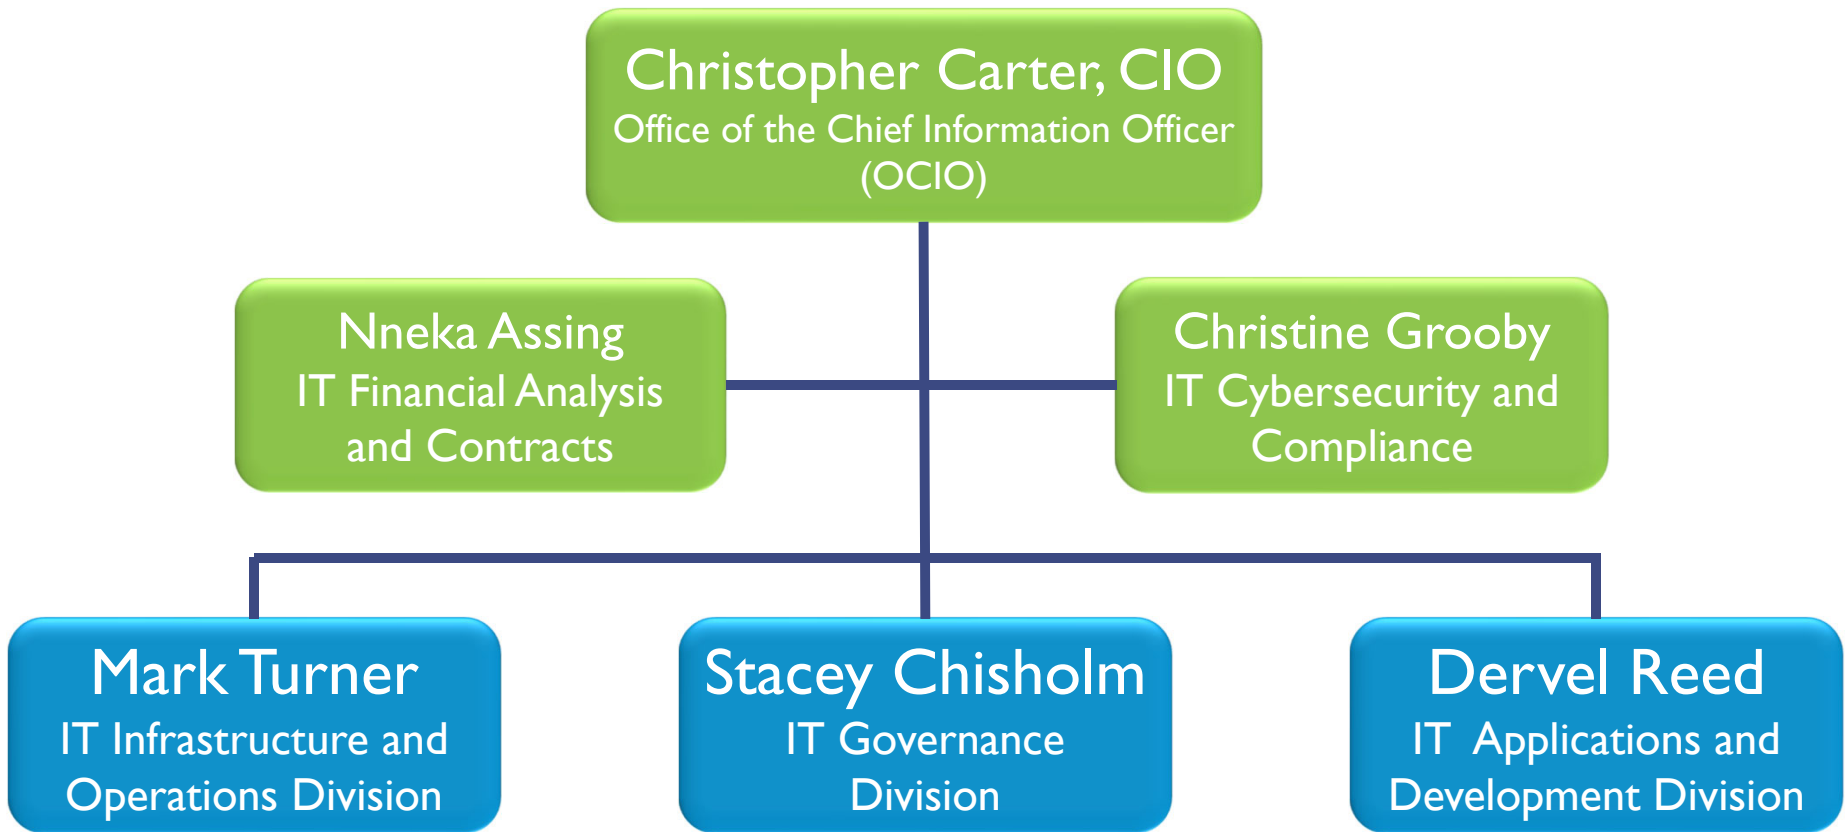 Christopher Carter, CIO
Office of the Chief Information Officer
(OCIO)
Nneka Assing
IT Financial Analysis
and Contracts
Christine Grooby
IT Cybersecurity and
Compliance
Mark Turner
IT Infrastructure and
Operations Division
Stacey Chisholm
IT Governance
Division
Dervel Reed
IT Applications and
Development Division